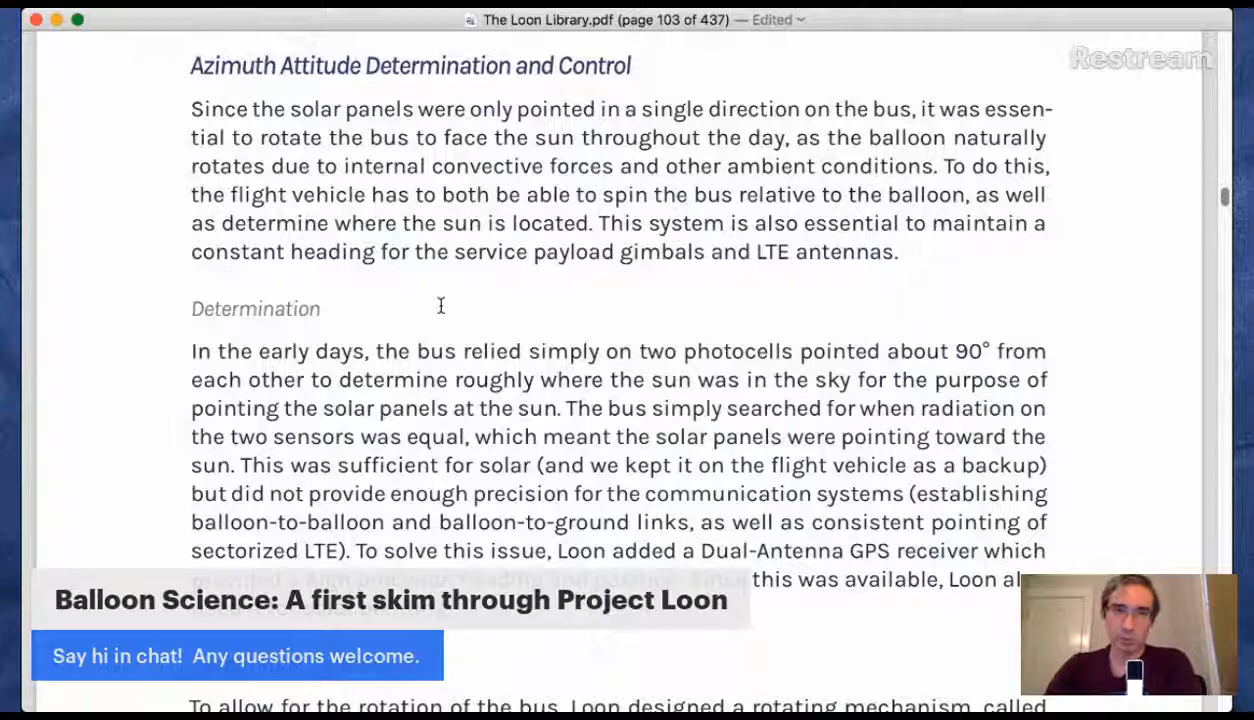 The Loon Library.pdf (page 103 of 437) — Edited
Restream
Azimuth Attitude Determination and Control
Since the solar panels were only pointed in a single direction on the bus, it was essen-
tial to rotate the bus to face the sun throughout the day, as the balloon naturally
rotates due to internal convective forces and other ambient conditions. To do this,
the flight vehicle has to both be able to spin the bus relative to the balloon, as well
as determine where the sun is located. This system is also essential to maintain a
constant heading for the service payload gimbals and LTE antennas.
Determination
In the early days, the bus relied simply on two photocells pointed about 90° from
each other to determine roughly where the sun was in the sky for the purpose of
pointing the solar panels at the sun. The bus simply searched for when radiation on
the two sensors was equal, which meant the solar panels were pointing toward the
sun. This was sufficient for solar (and we kept it on the flight vehicle as a backup)
but did not provide enough precision for the communication systems (establishing
balloon-to-balloon and balloon-to-ground links, as well as consistent pointing of
sectorized LTE). To solve this issue, Loon added a Dual-Antenna GPS receiver which
this was available, Loon
Balloon Science: A first skim through Project Loon
Say hi in chat! Any questions welcome.
To allow for the rotation of the bus, Loon designed a rotating mechanism, called